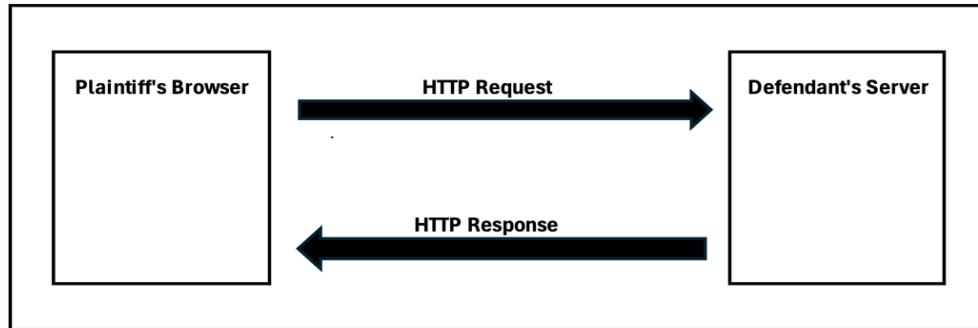 Plaintiff's Browser
HTTP Request
Defendant's Server
HTTP Response